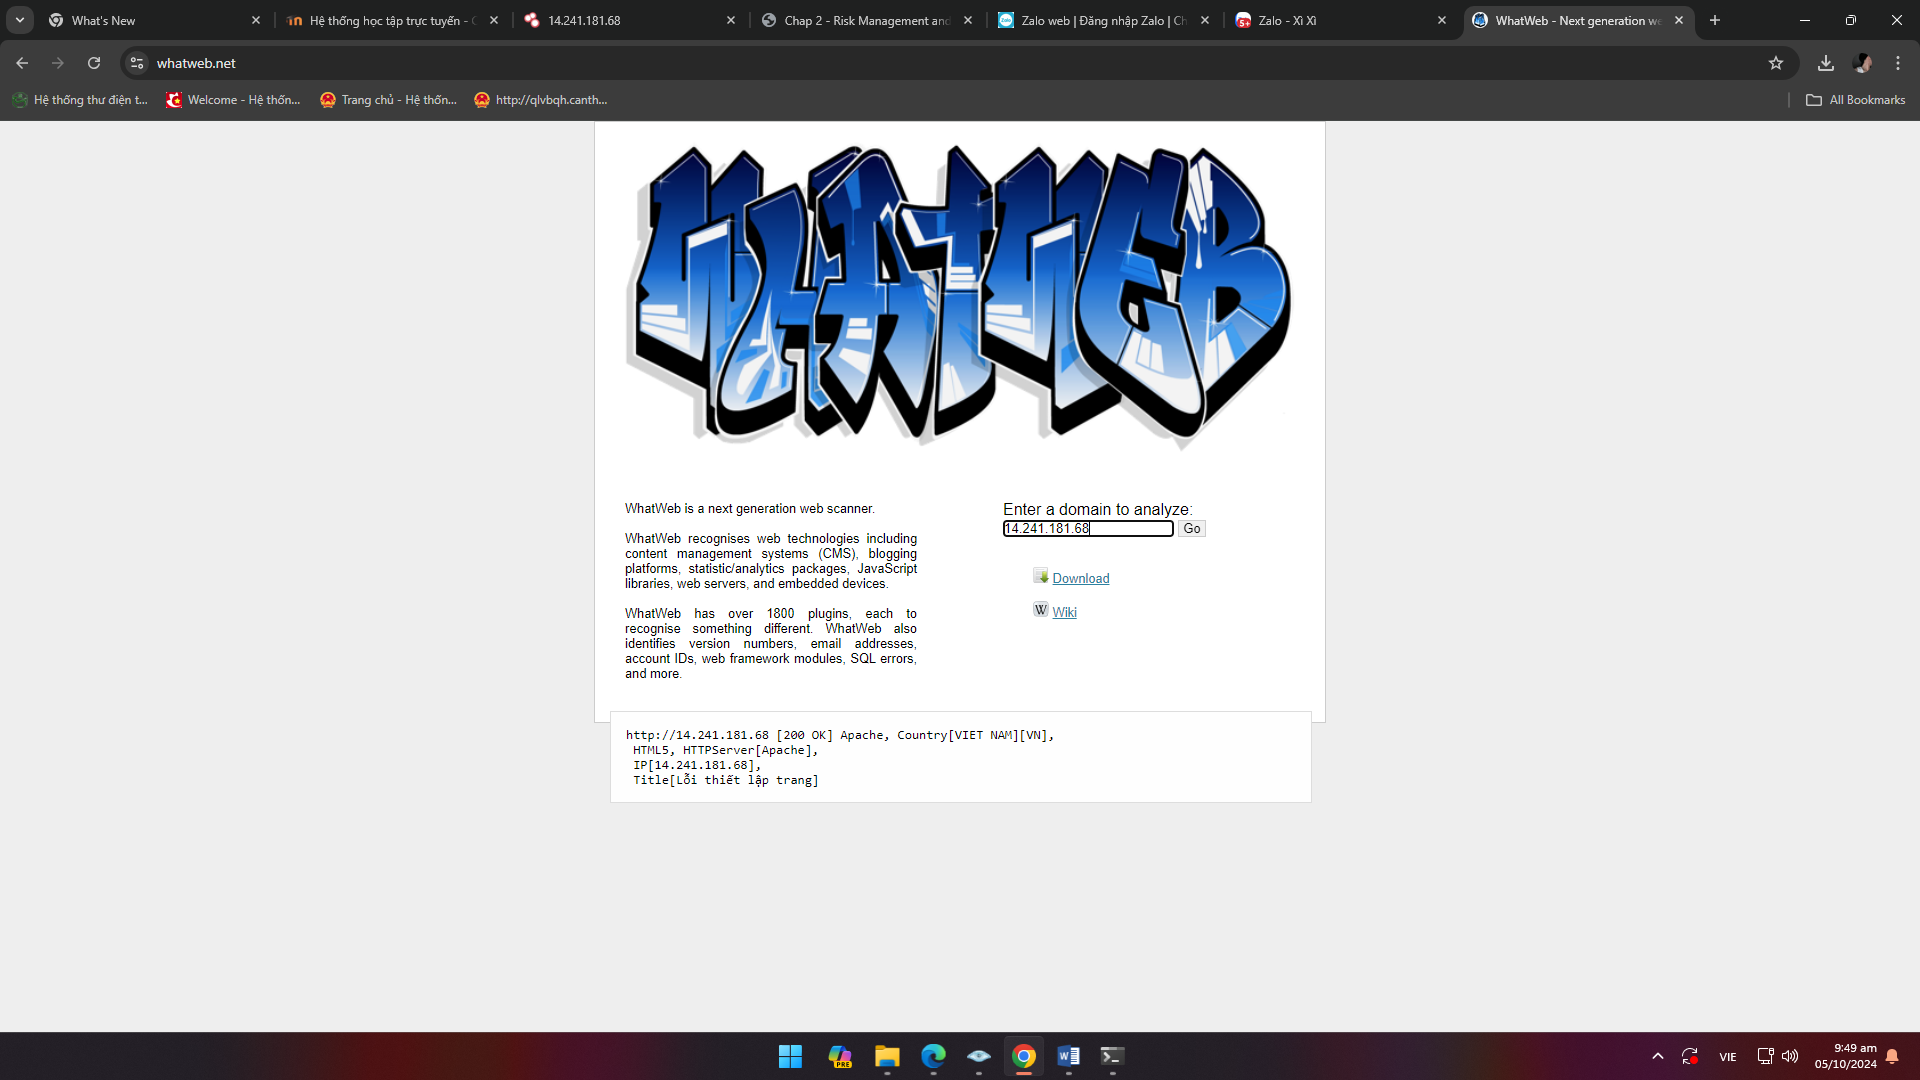 What's New
Hệ thống học tập trực tuyến - C
14.241.181.68
Chap 2 - Risk Management and
Zalo web | Đăng nhập Zalo | Ch
Zalo - Xì Xì
WhatWeb - Next generation we
whatweb.net
Hệ thống thư điện t...
Welcome - Hệ thốn...
Trang chủ - Hệ thốn...
http://qlvbqh.canth...
All Bookmarks
WHATWEB
WhatWeb is a next generation web scanner.
WhatWeb recognises web technologies including
content management systems (CMS), blogging
platforms, statistic/analytics packages, JavaScript
libraries, web servers, and embedded devices.
WhatWeb has over 1800 plugins, each to
recognise something different. WhatWeb also
identifies version numbers, email addresses,
account IDs, web framework modules, SQL errors,
and more.
Enter a domain to analyze:
14.241.181.68
Go
Download
W Wiki
http://14.241.181.68 [200 OK] Apache, Country[VIET NAM][VN],
HTML5, HTTPServer[Apache],
IP[14.241.181.68],
Title[Lỗi thiết lập trang]
PRE
VIE
9:49 am
05/10/2024